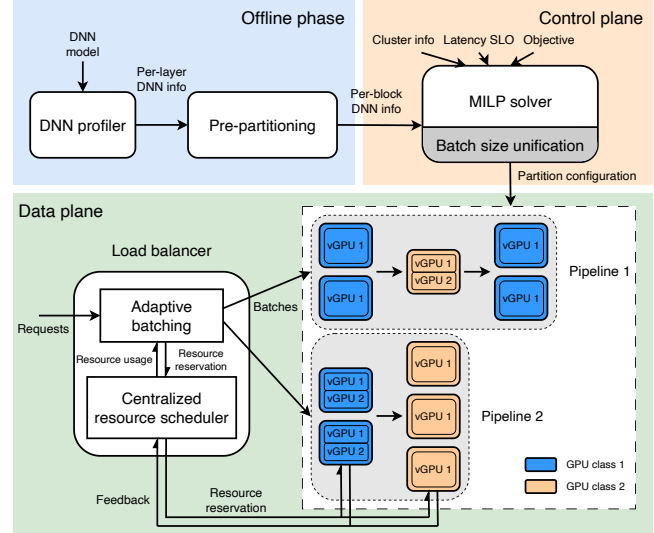 Offline phase
Control plane
DNN
model
Per-layer
DNN info
DNN profiler
Pre-partitioning
Per-block
DNN info
Cluster info
Latency SLO
Objective
MILP solver
Batch size unification
Partition configuration
Data plane
Load balancer
Requests
Adaptive
batching
Batches
Resource usage
Resource
reservation
Centralized
resource scheduler
Feedback
Resource
reservation
vGPU 1
vGPU 1
vGPU 1
vGPU 2
vGPU 1
vGPU 1
Pipeline 1
vGPU 1
vGPU 2
vGPU 1
vGPU 2
vGPU 1
vGPU 1
vGPU 1
Pipeline 2
GPU class 1
GPU class 2